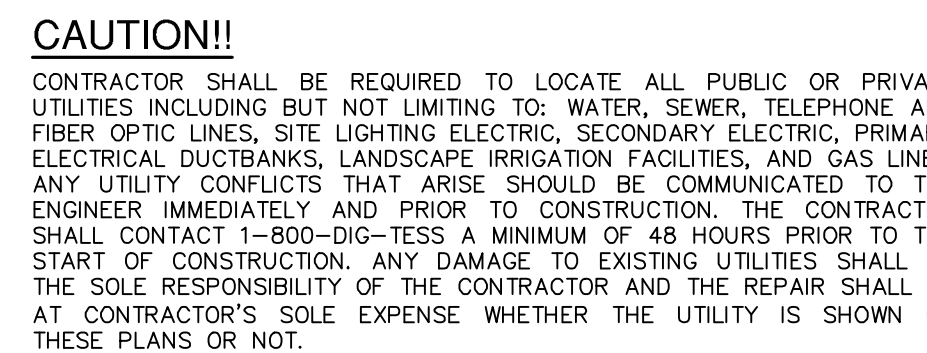 CAUTION!!
CONTRACTOR SHALL BE REQUIRED TO LOCATE ALL PUBLIC OR
UTILITIES INCLUDING BUT NOT LIMITING TO: WATER, SEWER, TELEPHONE
FIBER OPTIC LINES, SITE LIGHTING ELECTRIC, SECONDARY ELECTRIC,
ELECTRICAL DUCTBANKS, LANDSCAPE IRRIGATION FACILITIES, AND GAS
ANY UTILITY CONFLICTS THAT ARISE SHOULD BE COMMUNICATED TO
ENGINEER IMMEDIATELY AND PRIOR TO CONSTRUCTION. THE
SHALL CONTACT 1-800-DIG-TESS A MINIMUM OF 48 HOURS PRIOR TO
START OF CONSTRUCTION. ANY DAMAGE TO EXISTING UTILITIES SHALL
THE SOLE RESPONSIBILITY OF THE CONTRACTOR AND THE REPAIR SHALL
AT CONTRACTOR'S SOLE EXPENSE WHETHER THE UTILITY IS SHOWN
THESE PLANS OR NOT.